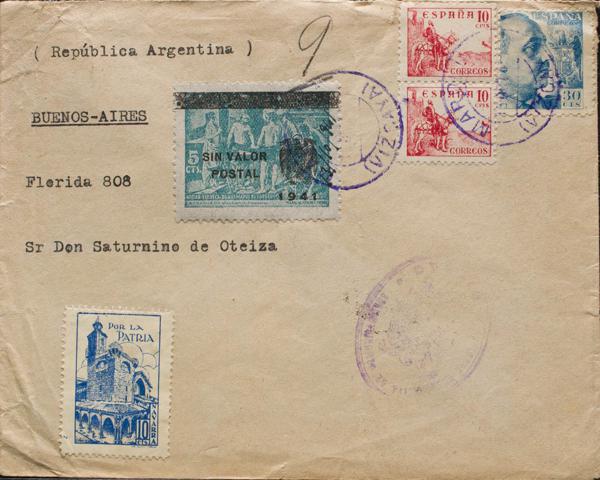 ( República Argentina )
9
BUENOS-AIRES
Florida 808
Sr Don Saturnino de Oteiza
ESPAÑA 10
CTS
CORREOS
ESPAÑA 10
CTS
CORREOS
ESPAÑA
CORREOS
30
CTS
5
CTS.
SIN VALOR
POSTAL
1941
POR LA
PATRIA
NAVARRA
10
CTS